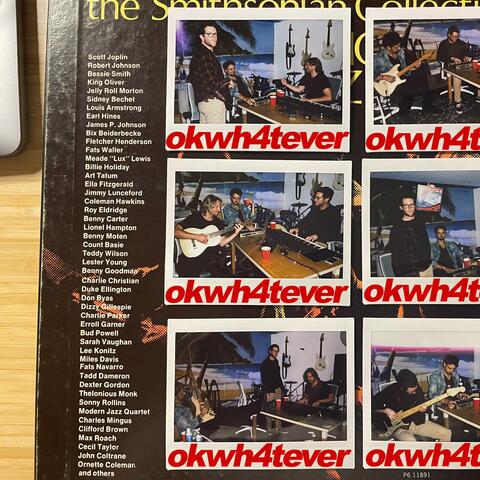 the Smithsonian Collecti
Scott Joplin
Robert Johnson
Bessie Smith
King Oliver
Jelly Roll Morton
Sidney Bechet
Louis Armstrong
Earl Hines
James P. Johnson
Bix Beiderbecke
Fletcher Henderson
Fats Waller
Meade "Lux" Lewis
Billie Holiday
Art Tatum
Ella Fitzgerald
Jimmy Lunceford
Coleman Hawkins
Roy Eldridge
Benny Carter
Lionel Hampton
Benny Moten
Count Basie
Teddy Wilson
Lester Young
Benny Goodman
Charlie Christian
Duke Ellington
Don Byas
Dizzy Gillespie
Charlie Parker
Erroll Garner
Bud Powell
Sarah Vaughan
Lee Konitz
Miles Davis
Fats Navarro
Tadd Dameron
Dexter Gordon
Thelonious Monk
Sonny Rollins
Modern Jazz Quartet
Charles Mingus
Clifford Brown
Max Roach
Cecil Taylor
John Coltrane
Ornette Coleman
and others
okwh4tever
okwh4t
okwh4tever
okwh4t
okwh4tever
okwh4t
P6 11891